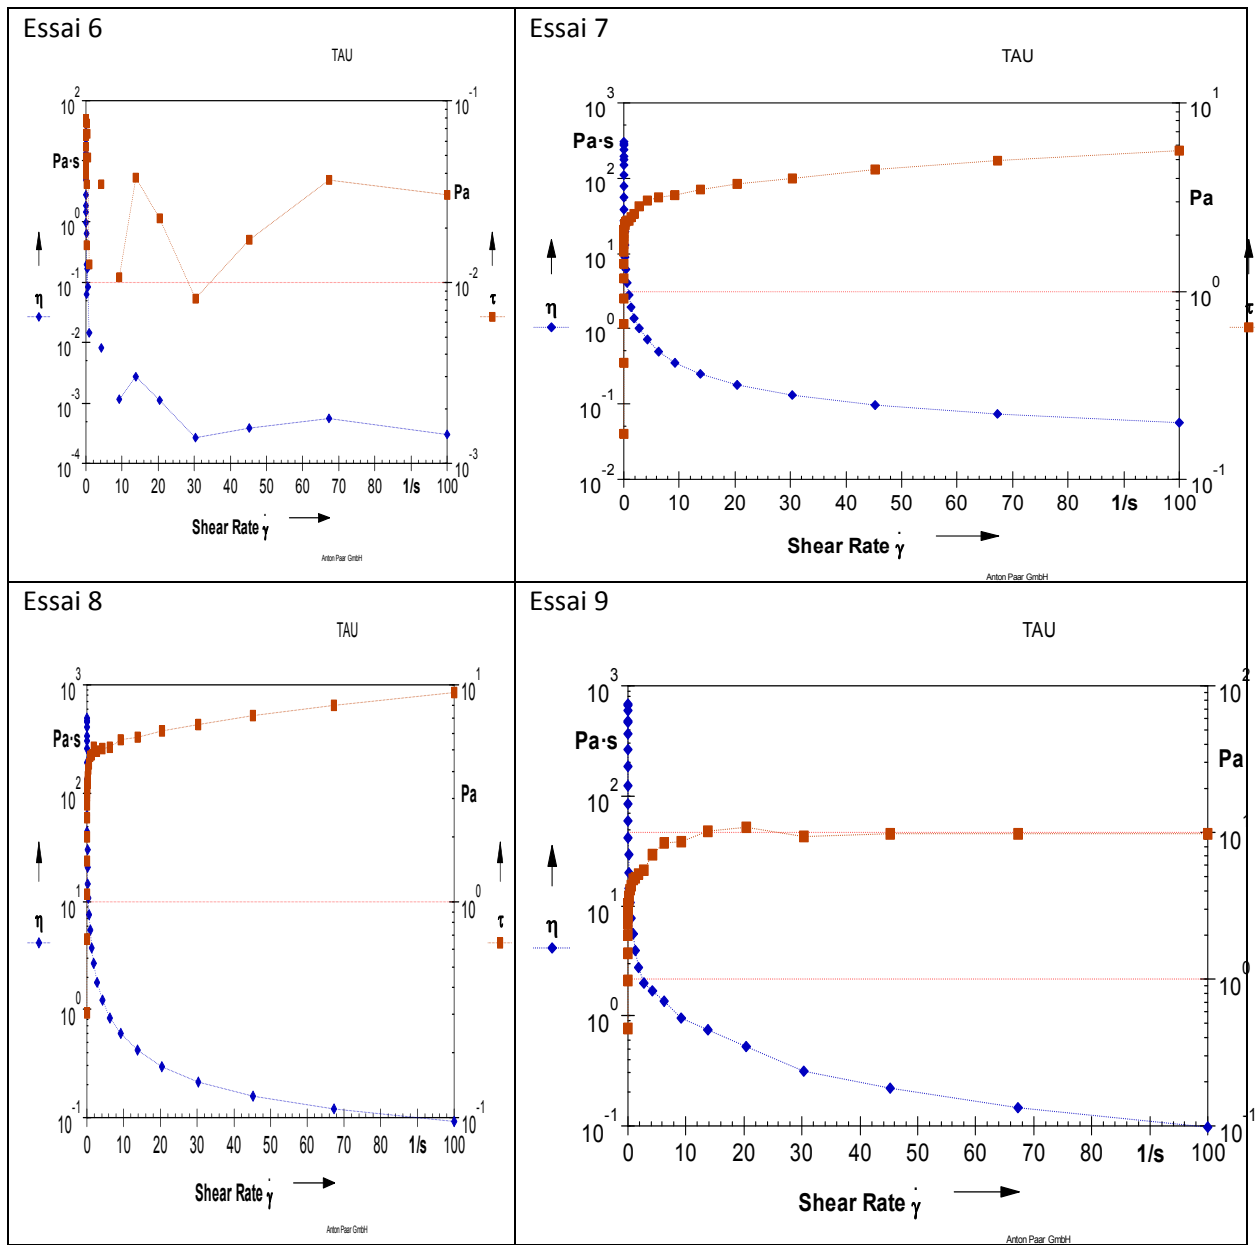 Essai 6
TAU
10^2
10^-1
Pa·s
Pa
10^0
10^-1
10^-2
η
τ
10^-2
10^-3
10^-4
10^-3
0 10 20 30 40 50 60 70 80 1/s 100
Shear Rate γ̇
Anton Paar GmbH
Essai 7
TAU
10^3
10^1
Pa·s
10^2
Pa
10^1
10^0
η
τ
10^0
10^-1
10^-2
10^-1
0 10 20 30 40 50 60 70 80 1/s 100
Shear Rate γ̇
Anton Paar GmbH
Essai 8
TAU
10^3
10^1
Pa·s
10^2
Pa
10^1
10^0
η
τ
10^0
10^-1
10^-1
0 10 20 30 40 50 60 70 80 1/s 100
Shear Rate γ̇
Anton Paar GmbH
Essai 9
TAU
10^3
10^2
Pa·s
Pa
10^2
10^1
η
10^0
10^0
10^-1
10^-1
0 10 20 30 40 50 60 70 80 1/s 100
Shear Rate γ̇
Anton Paar GmbH